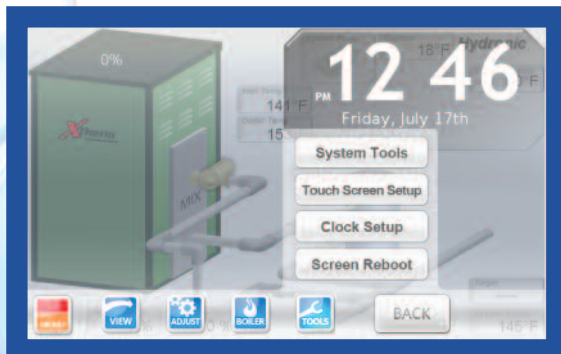 0%
18°F Hydronic
PM 12 46
°F
141°F
Friday, July 17th
15
System Tools
MIX
Touch Screen Setup
Clock Setup
Screen Reboot
VIEW
ADJUST
BOILER
TOOLS
BACK
%
0 %
145°F